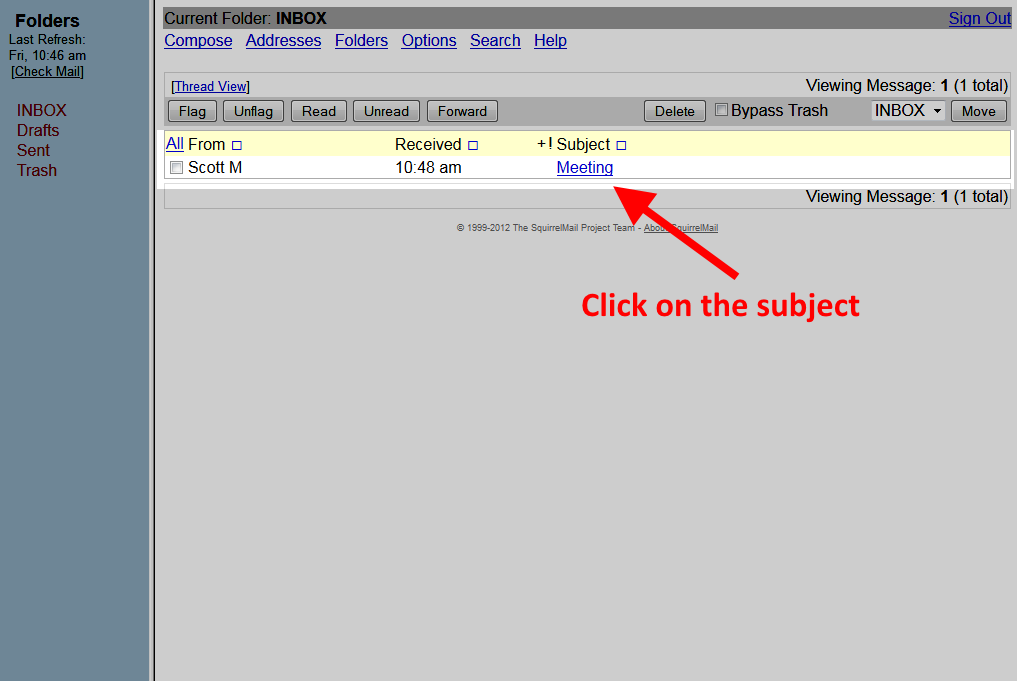 Folders
Last Refresh:
Fri, 10:46 am
[Check Mail]
INBOX
Drafts
Sent
Trash
Current Folder: INBOX Sign Out
Compose Addresses Folders Options Search Help
[Thread View] Viewing Message: 1 (1 total)
Flag Unflag Read Unread Forward Delete Bypass Trash INBOX Move
All From Received +! Subject
Scott M 10:48 am Meeting
Viewing Message: 1 (1 total)
© 1999-2012 The SquirrelMail Project Team - About SquirrelMail
Click on the subject